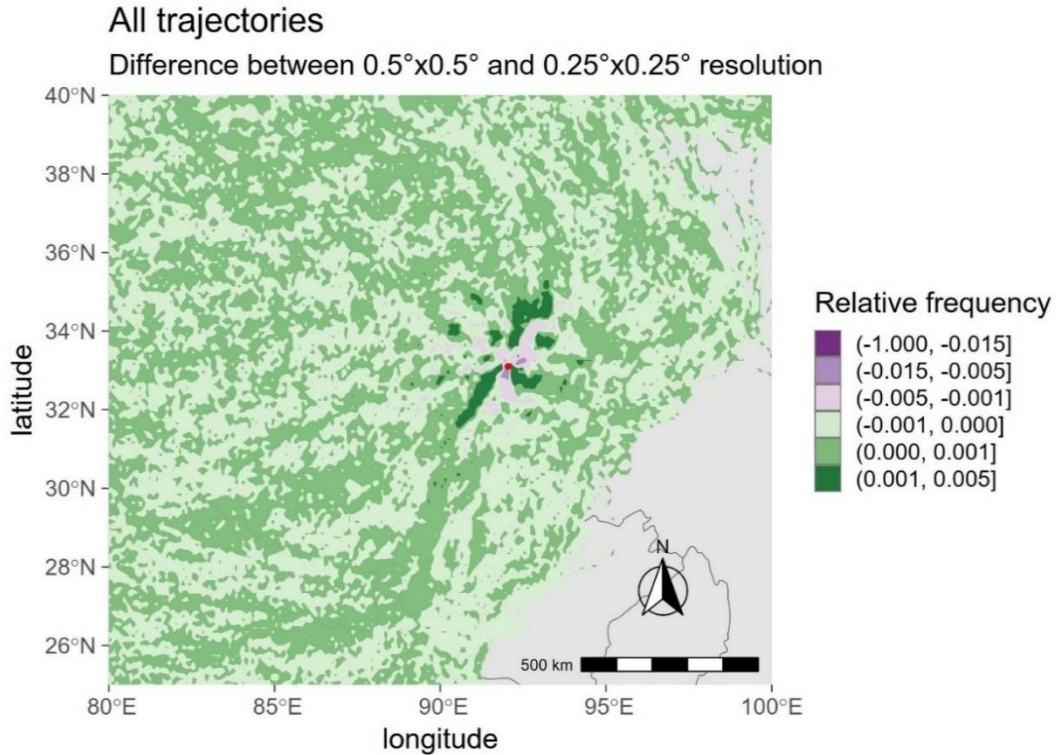 All trajectories
Difference between 0.5°x0.5° and 0.25°x0.25° resolution
40°N
38°N
36°N
34°N
32°N
30°N
28°N
26°N
latitude
80°E
85°E
90°E
95°E
100°E
longitude
N
500 km
Relative frequency
(-1.000, -0.015]
(-0.015, -0.005]
(-0.005, -0.001]
(-0.001, 0.000]
(0.000, 0.001]
(0.001, 0.005]